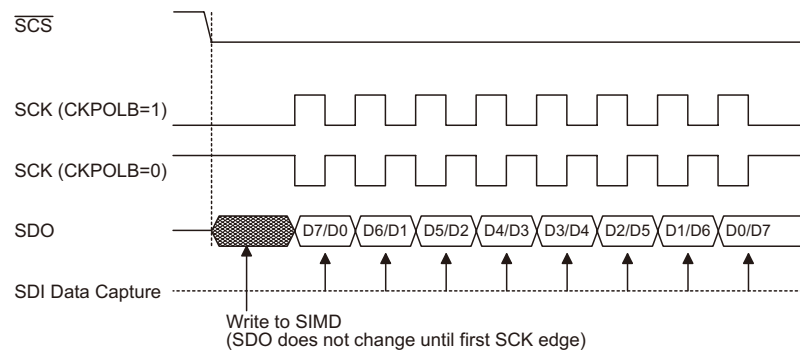 SCS
SCK (CKPOLB=1)
SCK (CKPOLB=0)
SDO
D7/D0 D6/D1 D5/D2 D4/D3 D3/D4 D2/D5 D1/D6 D0/D7
SDI Data Capture
Write to SIMD
(SDO does not change until first SCK edge)